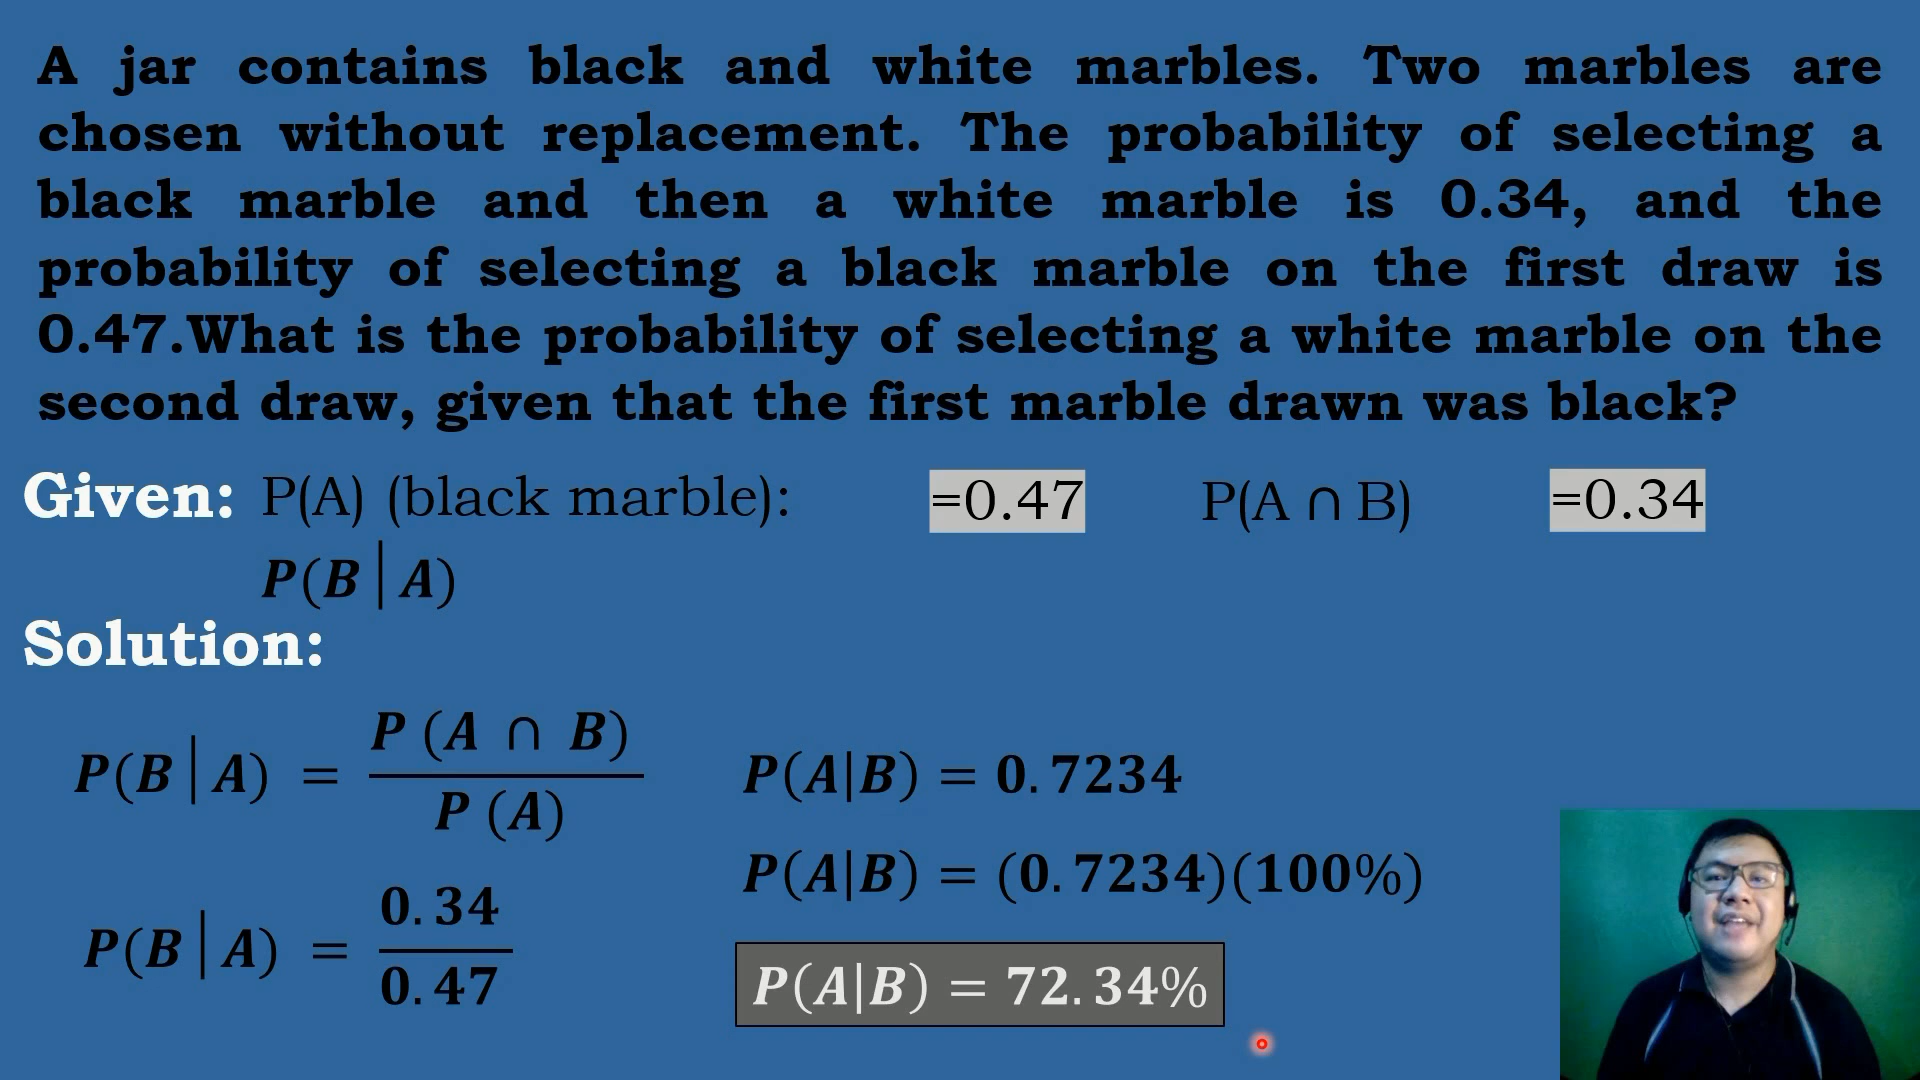 A jar contains black and white marbles. Two marbles are
chosen without replacement. The probability of selecting a
black marble and then a white marble is 0.34, and the
probability of selecting a black marble on the first draw is
0.47.What is the probability of selecting a white marble on the
second draw, given that the first marble drawn was black?
Given: P(A) (black marble): =0.47 P(A ∩ B) =0.34
P(B|A)
Solution:
P(B|A) = P (A ∩ B) / P (A)
P(B|A) = 0.34 / 0.47
P(A|B) = 0.7234
P(A|B) = (0.7234)(100%)
P(A|B) = 72.34%